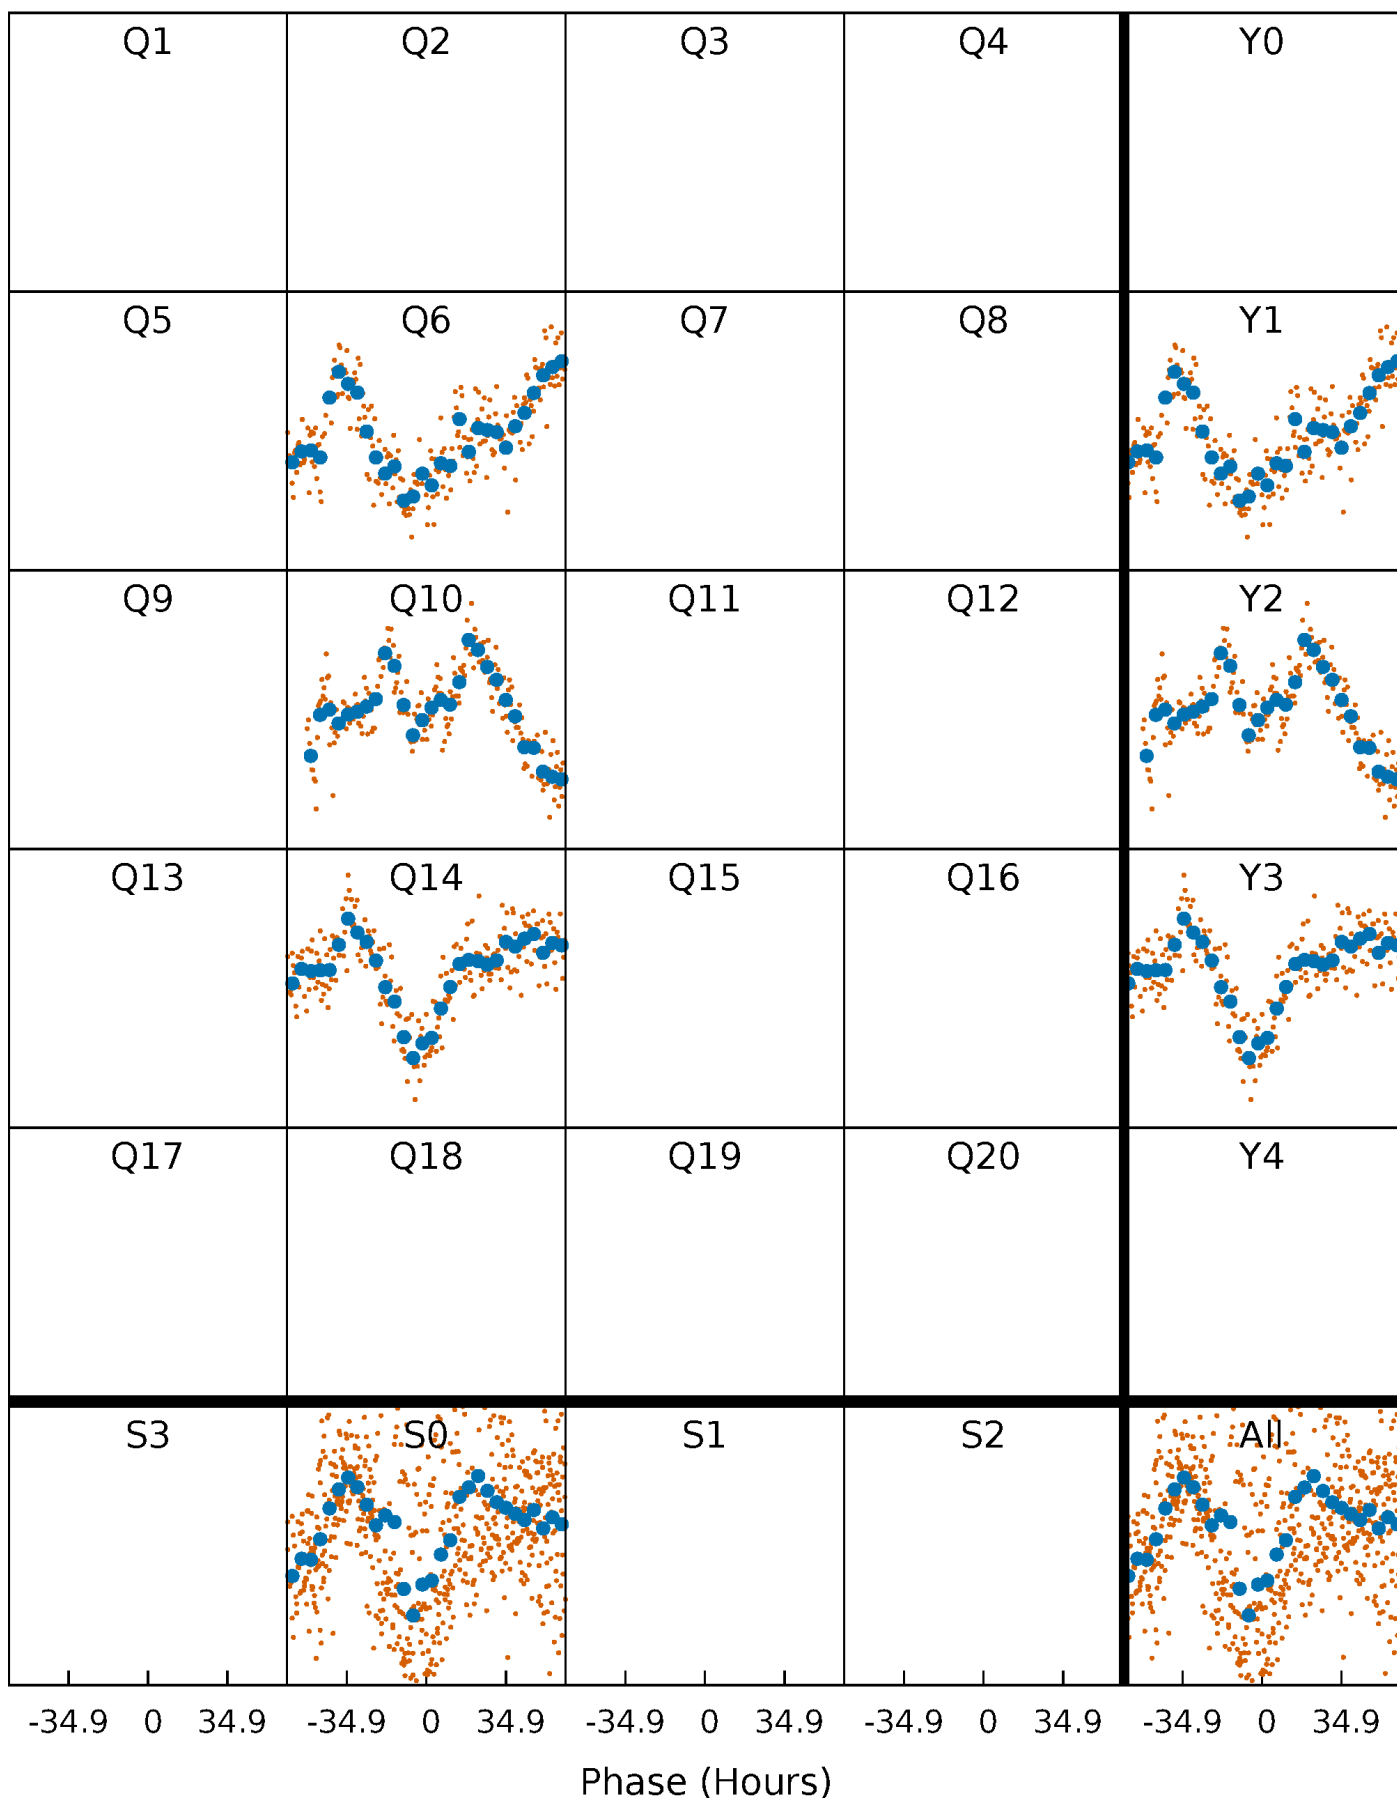 Q1 Q2 Q3 Q4 Y0
Q5 Q6 Q7 Q8 Y1
Q9 Q10 Q11 Q12 Y2
Q13 Q14 Q15 Q16 Y3
Q17 Q18 Q19 Q20 Y4
S3 S0 S1 S2 All
-34.9 0 34.9 -34.9 0 34.9 -34.9 0 34.9 -34.9 0 34.9 -34.9 0 34.9
Phase (Hours)